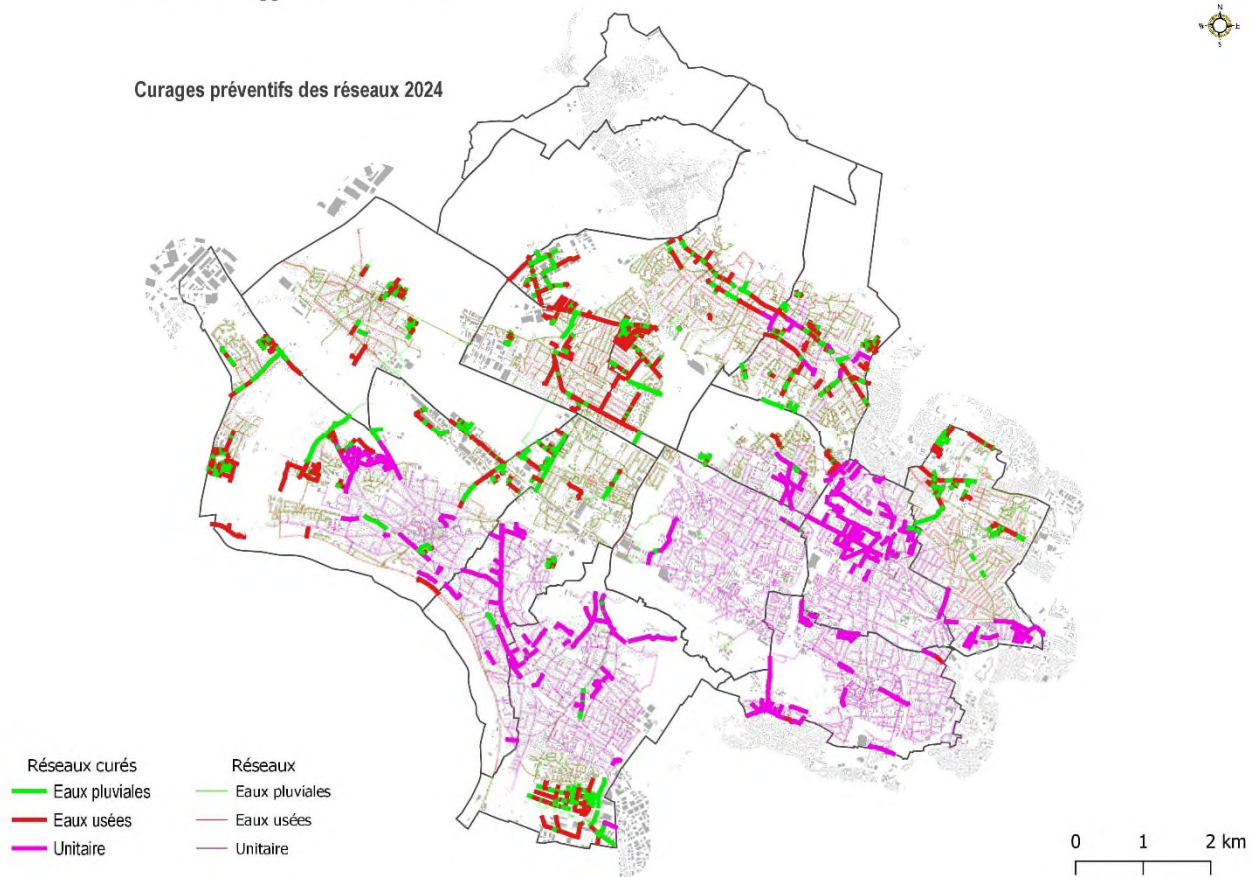 Curages préventifs des réseaux 2024
N
S
Réseaux curés
Eaux pluviales
Eaux usées
Unitaire
Réseaux
Eaux pluviales
Eaux usées
Unitaire
0 1 2 km